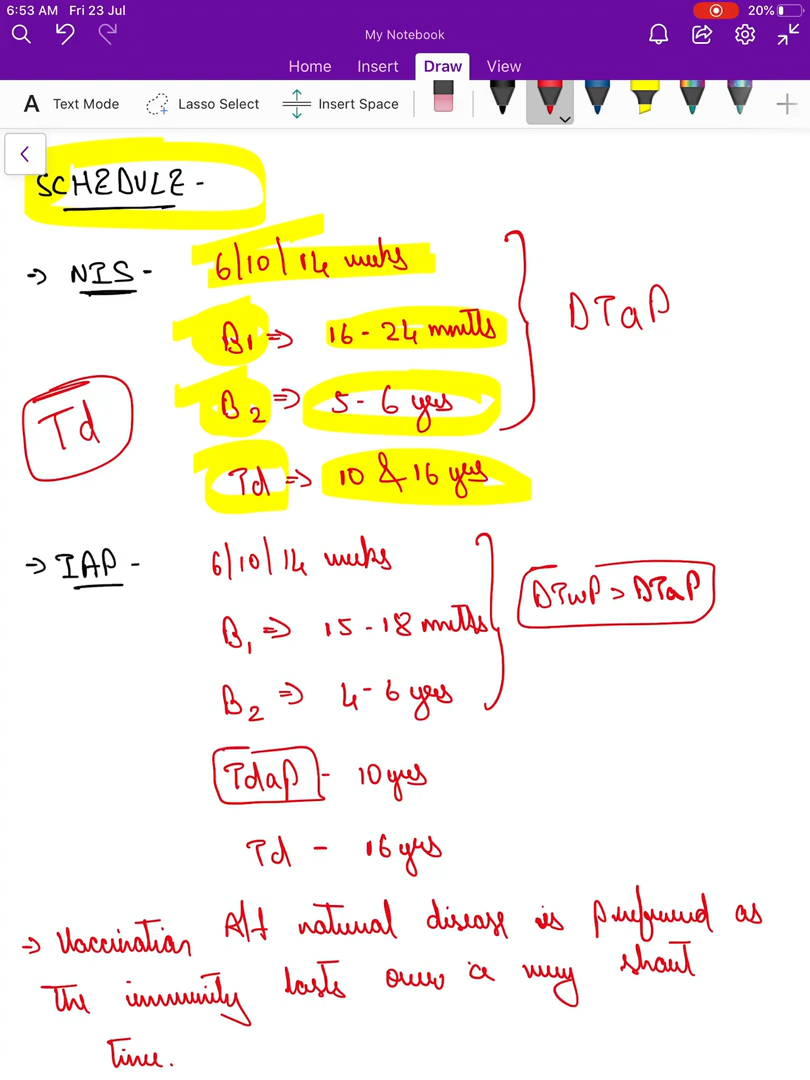 6:53 AM Fri 23 Jul 20%
My Notebook
Home Insert Draw View
A Text Mode Lasso Select Insert Space
SCHEDULE -
→ NIS - 6/10/14 weeks
B1 ⇒ 16 - 24 months
DTaP
B2 ⇒ 5 - 6 yrs
Td
Td ⇒ 10 & 16 yrs
→ IAP - 6/10/14 weeks
DTwP > DTaP
B1 ⇒ 15 - 18 months
B2 ⇒ 4 - 6 yrs
TdaP - 10 yrs
Td - 16 yrs
→ Vaccination Aft natural disease is preferred as
the immunity lasts over a very short
time.